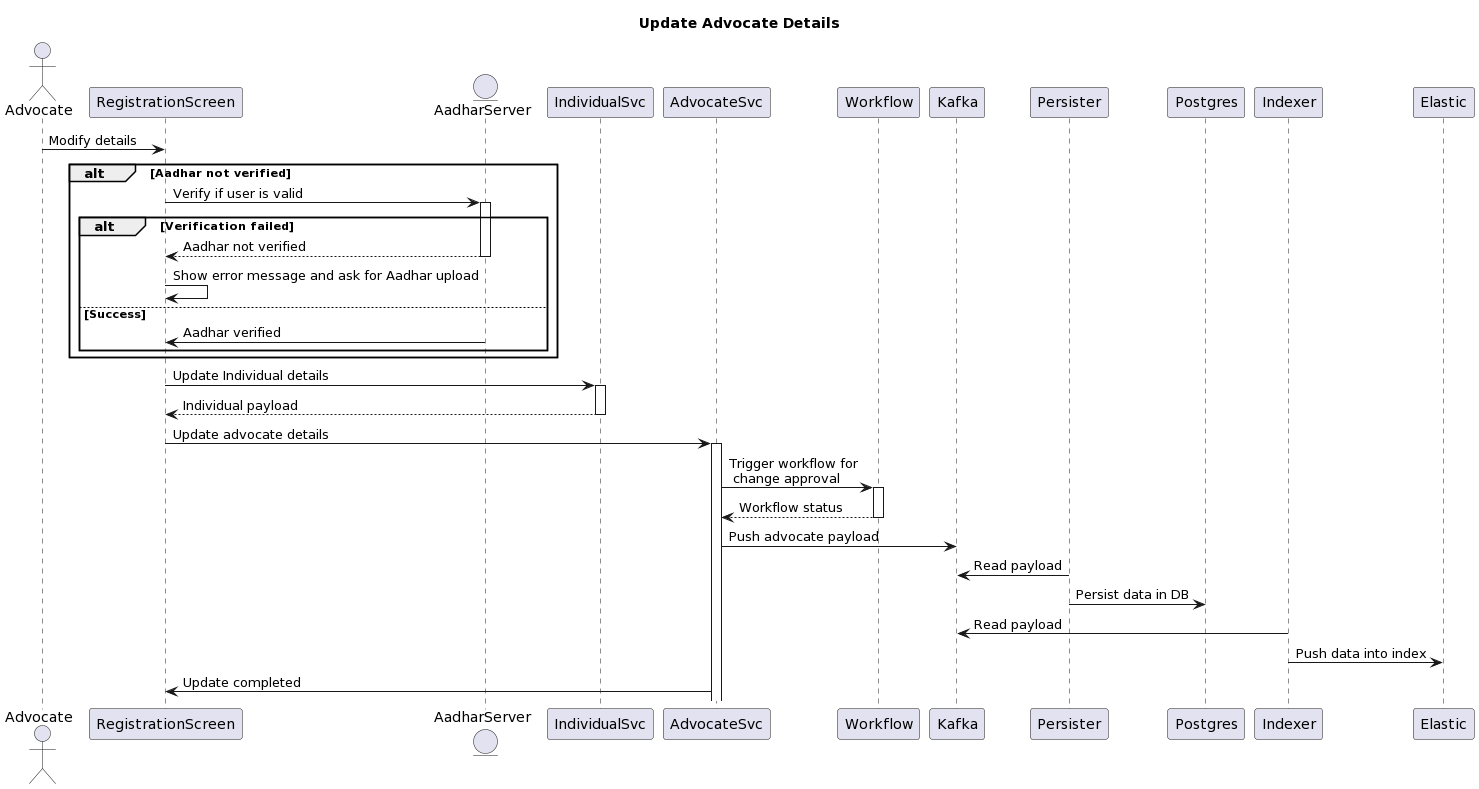 Update Advocate Details
Advocate
RegistrationScreen
AadharServer
IndividualSvc
AdvocateSvc
Workflow
Kafka
Persister
Postgres
Indexer
Elastic
Modify details
alt [Aadhar not verified]
Verify if user is valid
alt [Verification failed]
Aadhar not verified
Show error message and ask for Aadhar upload
[Success]
Aadhar verified
Update Individual details
Individual payload
Update advocate details
Trigger workflow for
change approval
Workflow status
Push advocate payload
Read payload
Persist data in DB
Read payload
Push data into index
Update completed
Advocate
RegistrationScreen
AadharServer
IndividualSvc
AdvocateSvc
Workflow
Kafka
Persister
Postgres
Indexer
Elastic